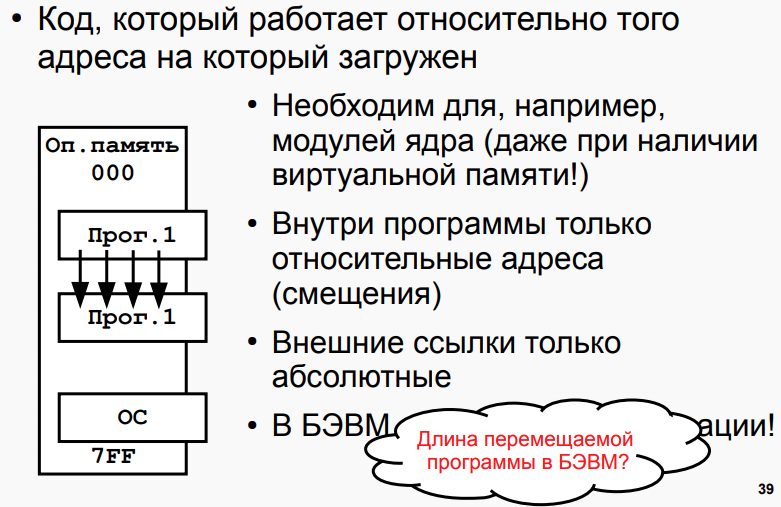 • Код, который работает относительно того
адреса на который загружен
Оп.память
000
Прог.1
Прог.1
ОС
7FF
• Необходим для, например,
модулей ядра (даже при наличии
виртуальной памяти!)
• Внутри программы только
относительные адреса
(смещения)
• Внешние ссылки только
абсолютные
• В БЭВМ ации!
Длина перемещаемой
программы в БЭВМ?
39